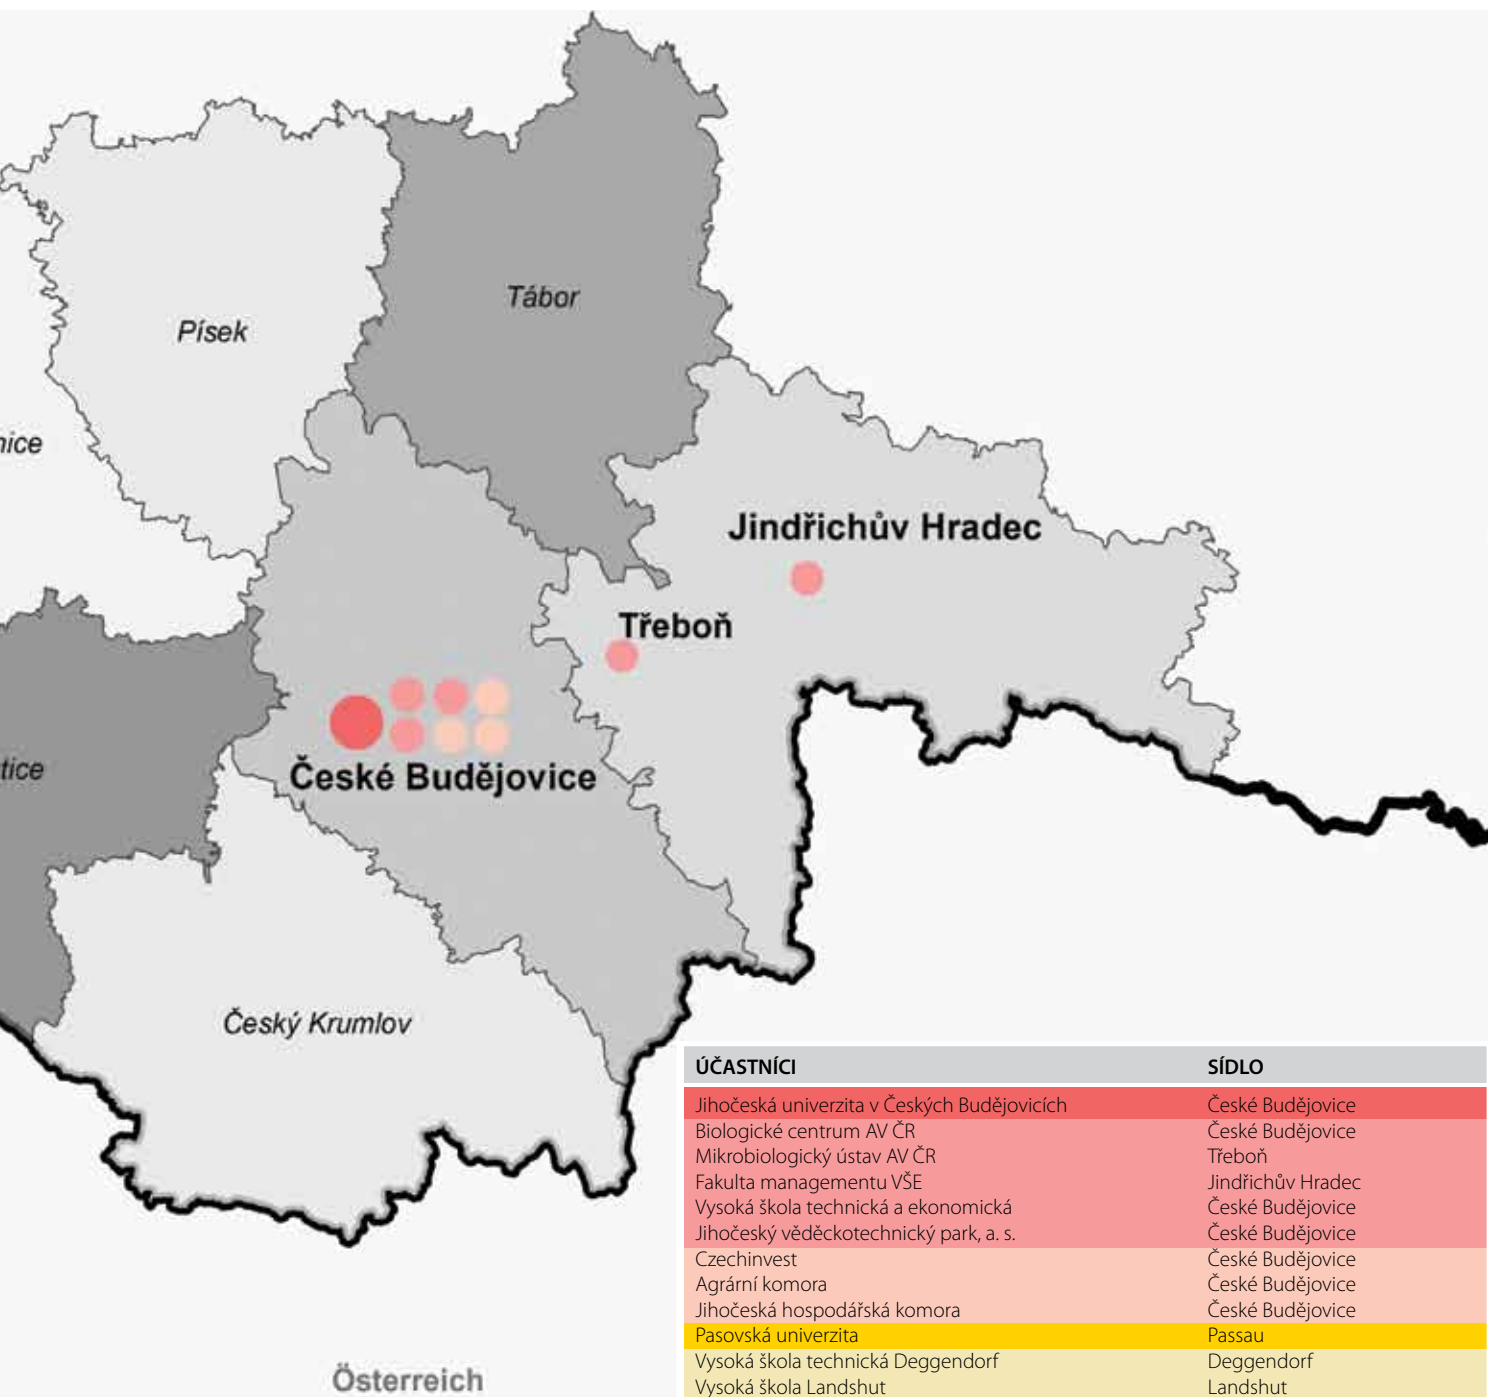 Tábor
Písek
nice
Jindřichův Hradec
Třeboň
tice
České Budějovice
Český Krumlov
Österreich
ÚČASTNÍCI SÍDLO
Jihočeská univerzita v Českých Budějovicích České Budějovice
Biologické centrum AV ČR České Budějovice
Mikrobiologický ústav AV ČR Třeboň
Fakulta managementu VŠE Jindřichův Hradec
Vysoká škola technická a ekonomická České Budějovice
Jihočeský věděckotechnický park, a. s. České Budějovice
Czechinvest České Budějovice
Agrární komora České Budějovice
Jihočeská hospodářská komora České Budějovice
Pasovská univerzita Passau
Vysoká škola technická Deggendorf Deggendorf
Vysoká škola Landshut Landshut